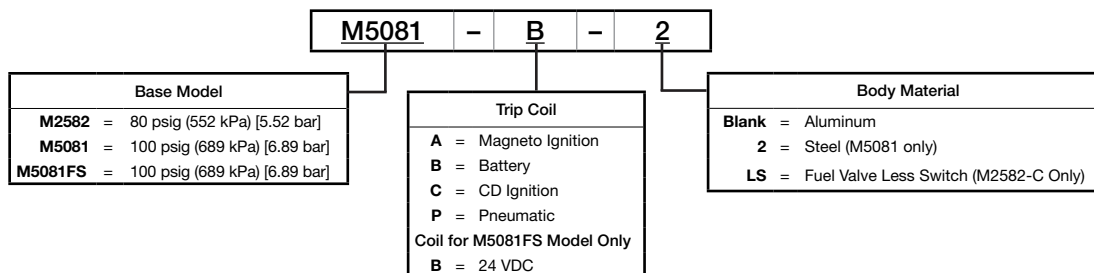 M5081 – B – 2
Base Model
M2582 = 80 psig (552 kPa) [5.52 bar]
M5081 = 100 psig (689 kPa) [6.89 bar]
M5081FS = 100 psig (689 kPa) [6.89 bar]
Trip Coil
A = Magneto Ignition
B = Battery
C = CD Ignition
P = Pneumatic
Coil for M5081FS Model Only
B = 24 VDC
Body Material
Blank = Aluminum
2 = Steel (M5081 only)
LS = Fuel Valve Less Switch (M2582-C Only)